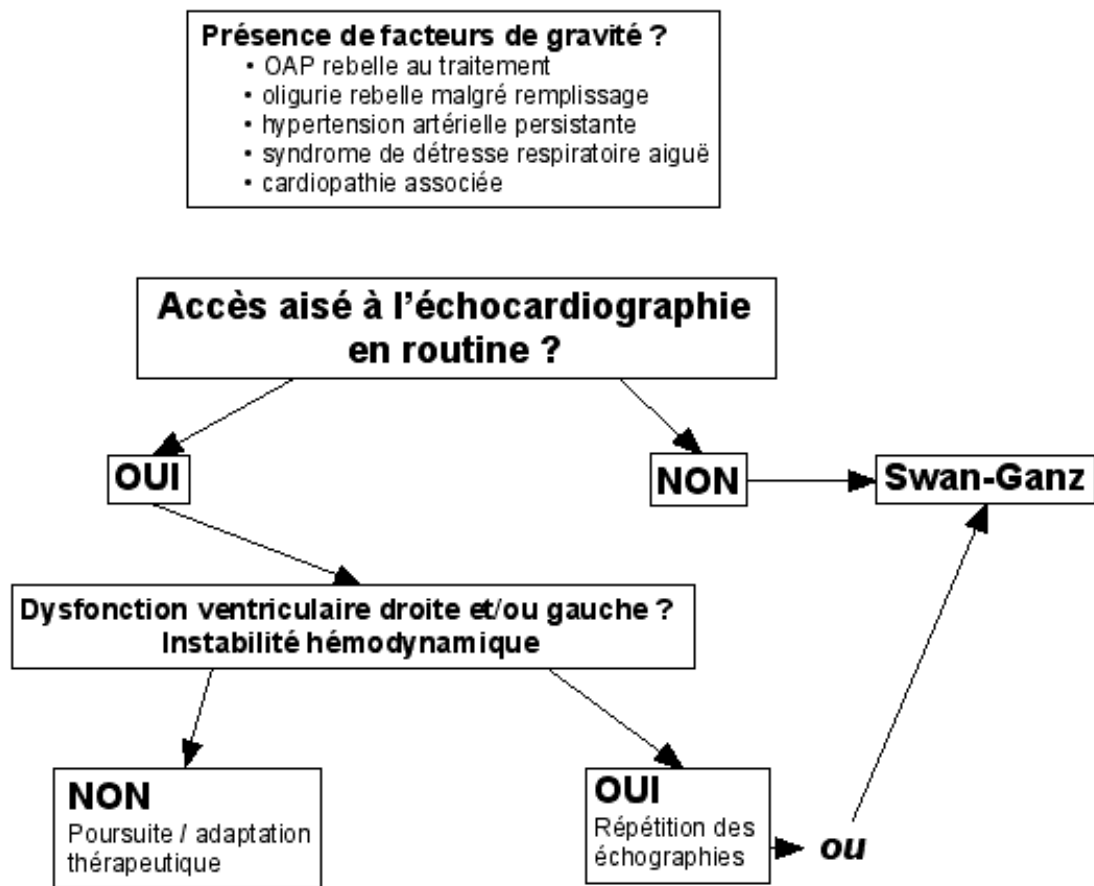 Présence de facteurs de gravité ?
• OAP rebelle au traitement
• oligurie rebelle malgré remplissage
• hypertension artérielle persistante
• syndrome de détresse respiratoire aiguë
• cardiopathie associée
Accès aisé à l'échocardiographie
en routine ?
OUI
NON
Swan-Ganz
Dysfonction ventriculaire droite et/ou gauche ?
Instabilité hémodynamique
NON
Poursuite / adaptation
thérapeutique
OUI
Répétition des
échographies
ou